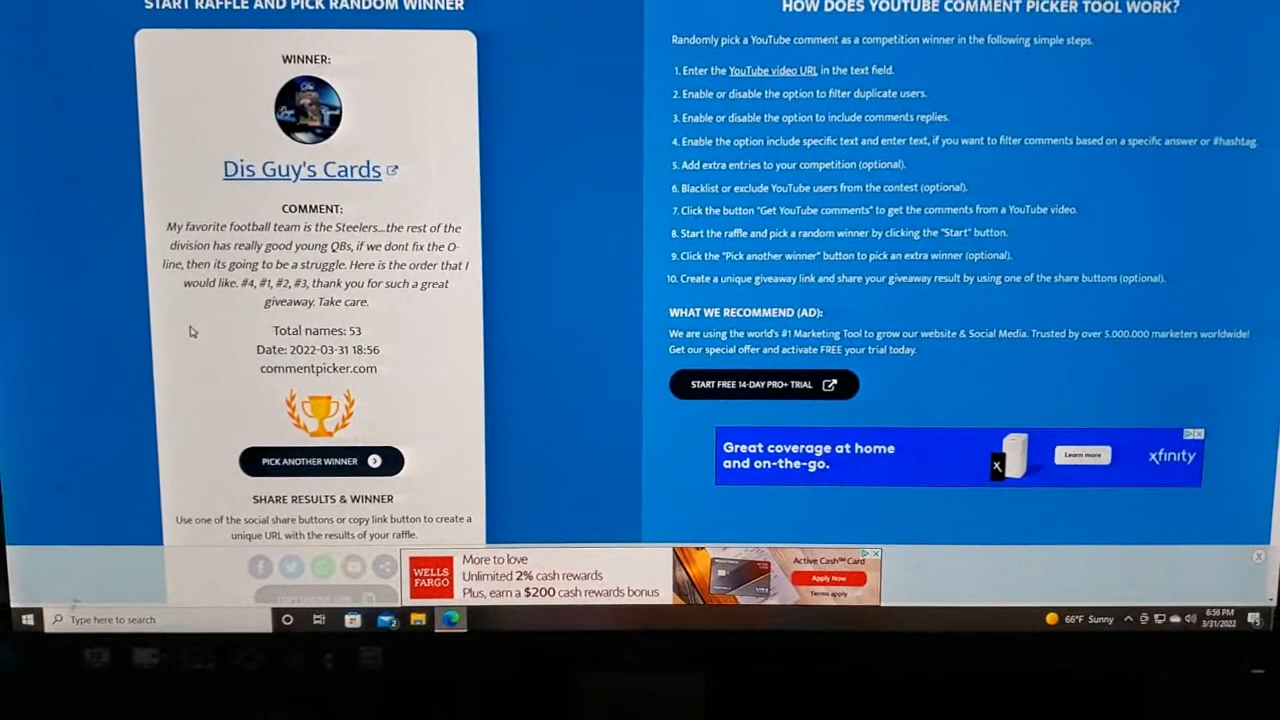 START RAFFLE AND PICK RANDOM WINNER
WINNER:
Dis Guy's Cards
COMMENT:
My favorite football team is the Steelers...the rest of the
division has really good young QBs, if we dont fix the O-
line, then its going to be a struggle. Here is the order that I
would like. #4, #1, #2, #3, thank you for such a great
giveaway. Take care.
Total names: 53
Date: 2022-03-31 18:56
commentpicker.com
PICK ANOTHER WINNER
SHARE RESULTS & WINNER
Use one of the social share buttons or copy link button to create a
unique URL with the results of your raffle.
HOW DOES YOUTUBE COMMENT PICKER TOOL WORK?
Randomly pick a YouTube comment as a competition winner in the following simple steps.
1. Enter the YouTube video URL in the text field.
2. Enable or disable the option to filter duplicate users.
3. Enable or disable the option to include comments replies.
4. Enable the option include specific text and enter text, if you want to filter comments based on a specific answer or #hashtag.
5. Add extra entries to your competition (optional).
6. Blacklist or exclude YouTube users from the contest (optional).
7. Click the button "Get YouTube comments" to get the comments from a YouTube video.
8. Start the raffle and pick a random winner by clicking the "Start" button.
9. Click the "Pick another winner" button to pick an extra winner (optional).
10. Create a unique giveaway link and share your giveaway result by using one of the share buttons (optional).
WHAT WE RECOMMEND (AD):
We are using the world's #1 Marketing Tool to grow our website & Social Media. Trusted by over 5.000.000 marketers worldwide!
Get our special offer and activate FREE your trial today.
START FREE 14-DAY PRO+ TRIAL
Great coverage at home
and on-the-go.
X
Learn more
xfinity
WELLS
FARGO
More to love
Unlimited 2% cash rewards
Plus, earn a $200 cash rewards bonus
Active Cash℠ Card
Apply Now
Terms apply
Type here to search
2
66°F Sunny
6:56 PM
3/31/2022